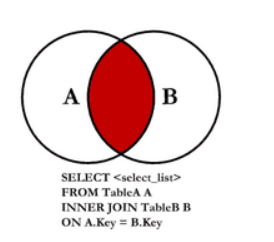 A B
SELECT <select_list>
FROM TableA A
INNER JOIN TableB B
ON A.Key = B.Key